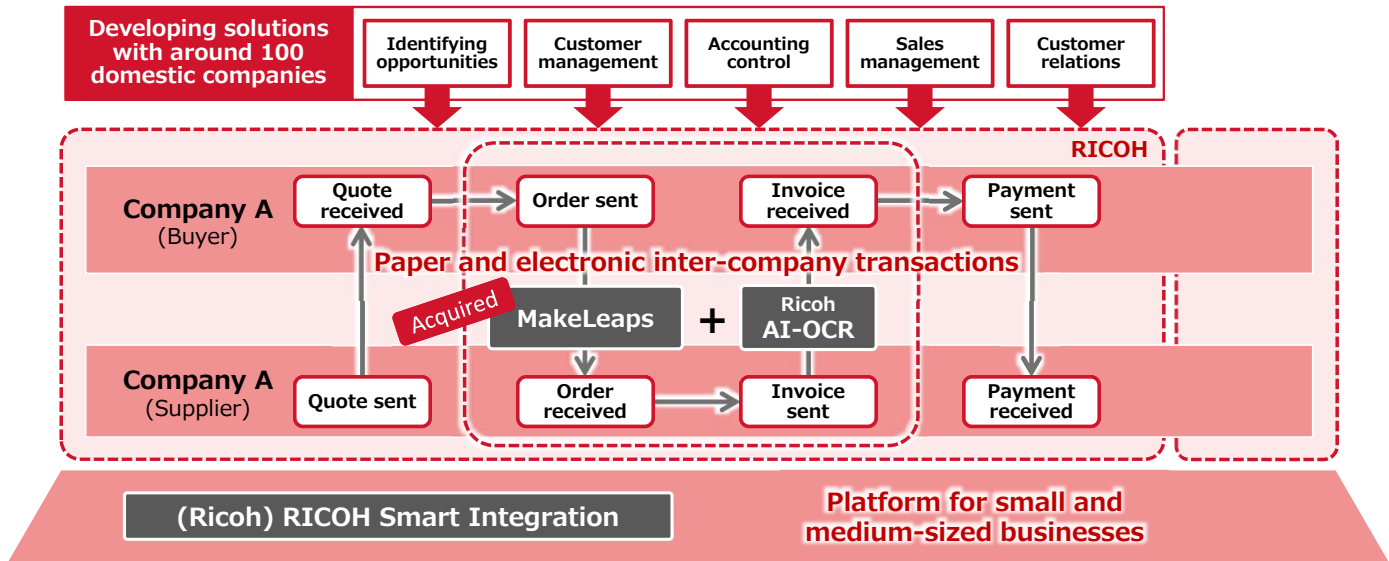 Developing solutions
with around 100
domestic companies
Identifying
opportunities
Customer
management
Accounting
control
Sales
management
Customer
relations
RICOH
Company A
(Buyer)
Quote
received
Order sent
Invoice
received
Payment
sent
Paper and electronic inter-company transactions
Acquired
MakeLeaps
+
Ricoh
AI-OCR
Company A
(Supplier)
Quote sent
Order
received
Invoice
sent
Payment
received
(Ricoh) RICOH Smart Integration
Platform for small and
medium-sized businesses